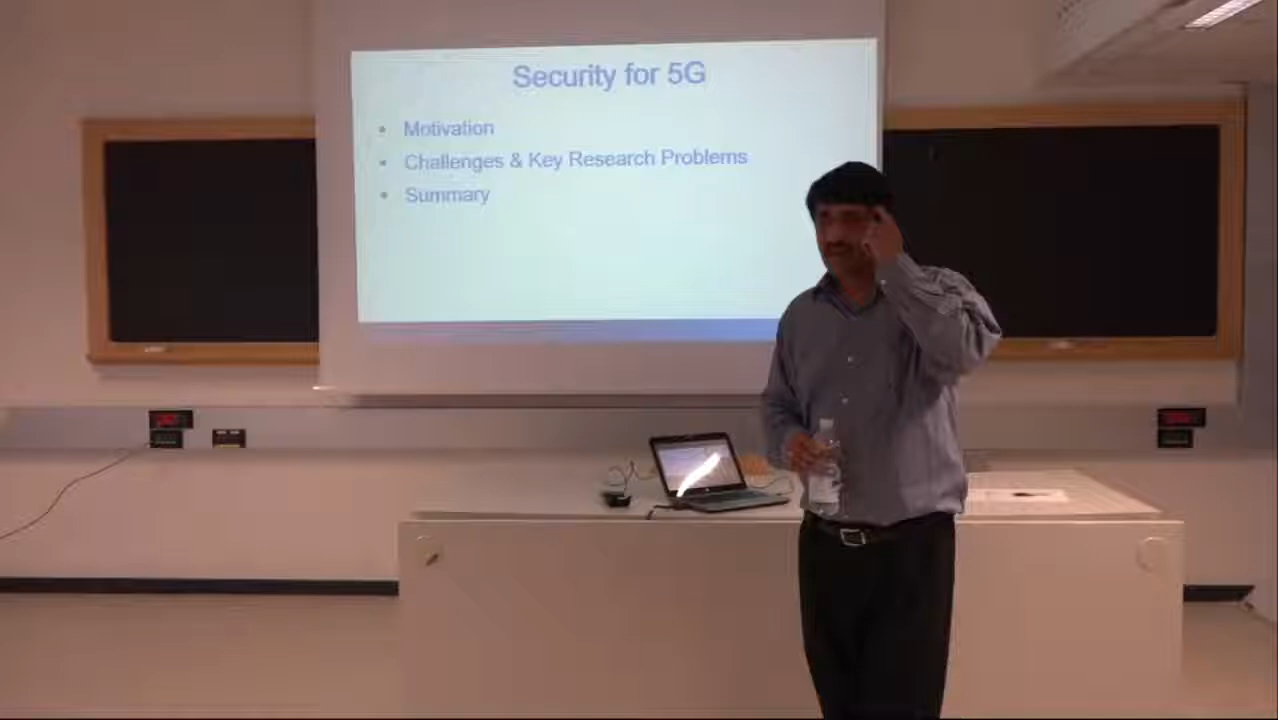 Security for 5G
• Motivation
• Challenges & Key Research Problems
• Summary